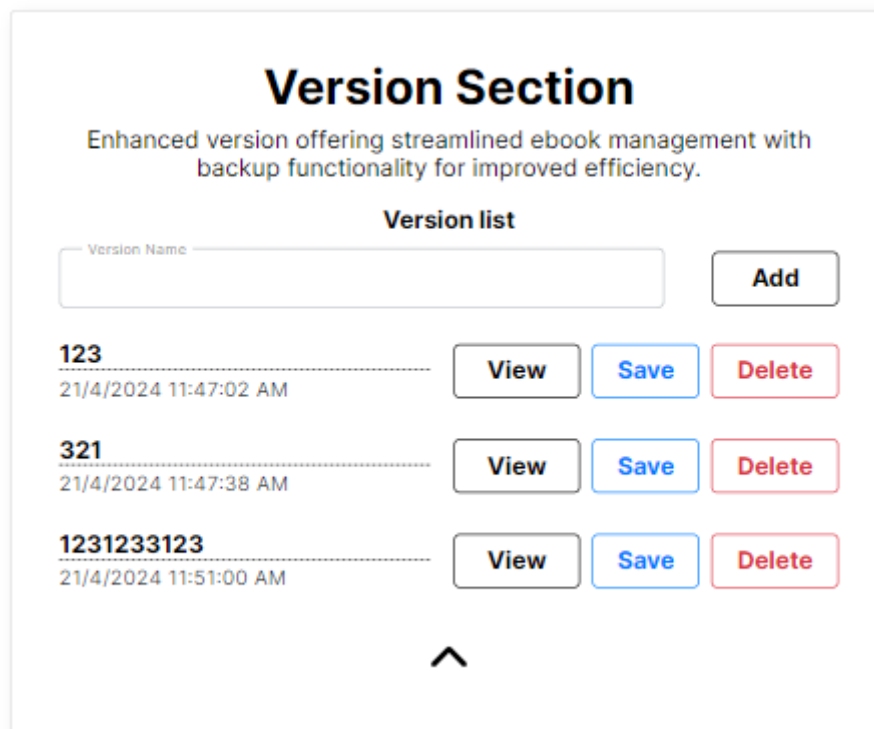 Version Section
Enhanced version offering streamlined ebook management with
backup functionality for improved efficiency.
Version list
Version Name
Add
123
View Save Delete
21/4/2024 11:47:02 AM
321
View Save Delete
21/4/2024 11:47:38 AM
1231233123
View Save Delete
21/4/2024 11:51:00 AM